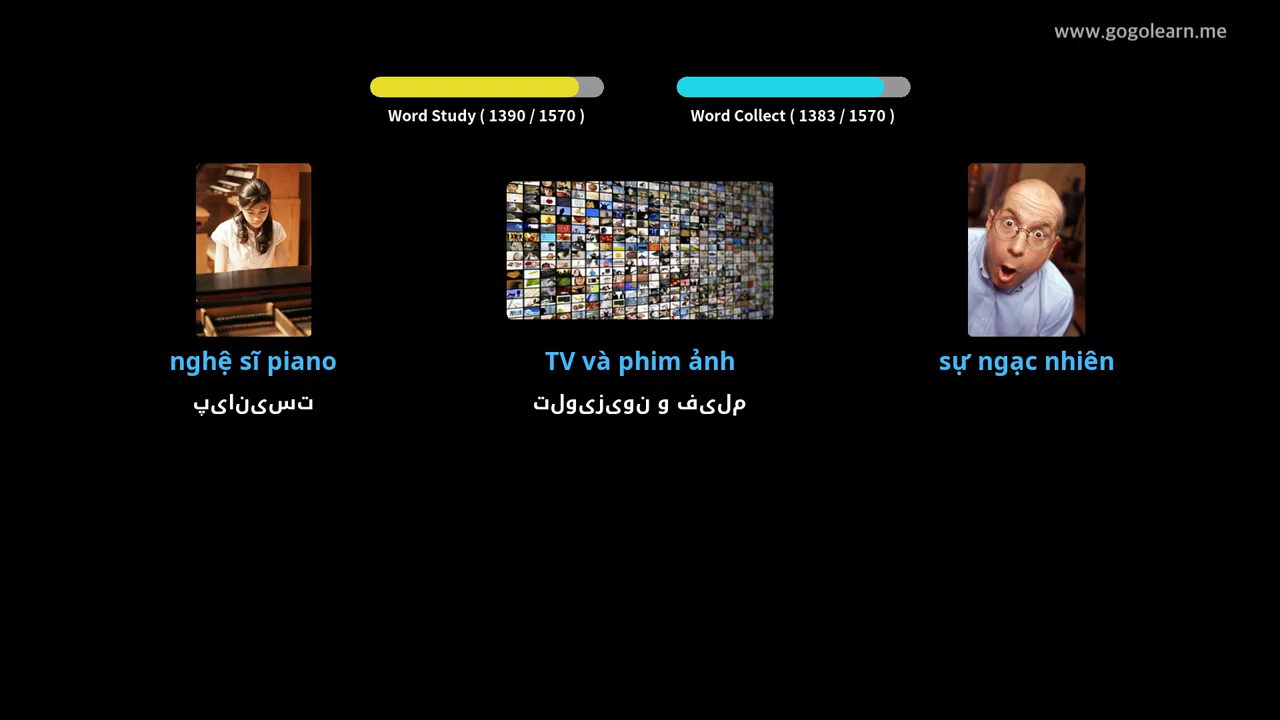 www.gogolearn.me
Word Study ( 1390 / 1570 )
Word Collect ( 1383 / 1570 )
nghệ sĩ piano
TV và phim ảnh
sự ngạc nhiên
پیانیست
تلویزیون و فیلم